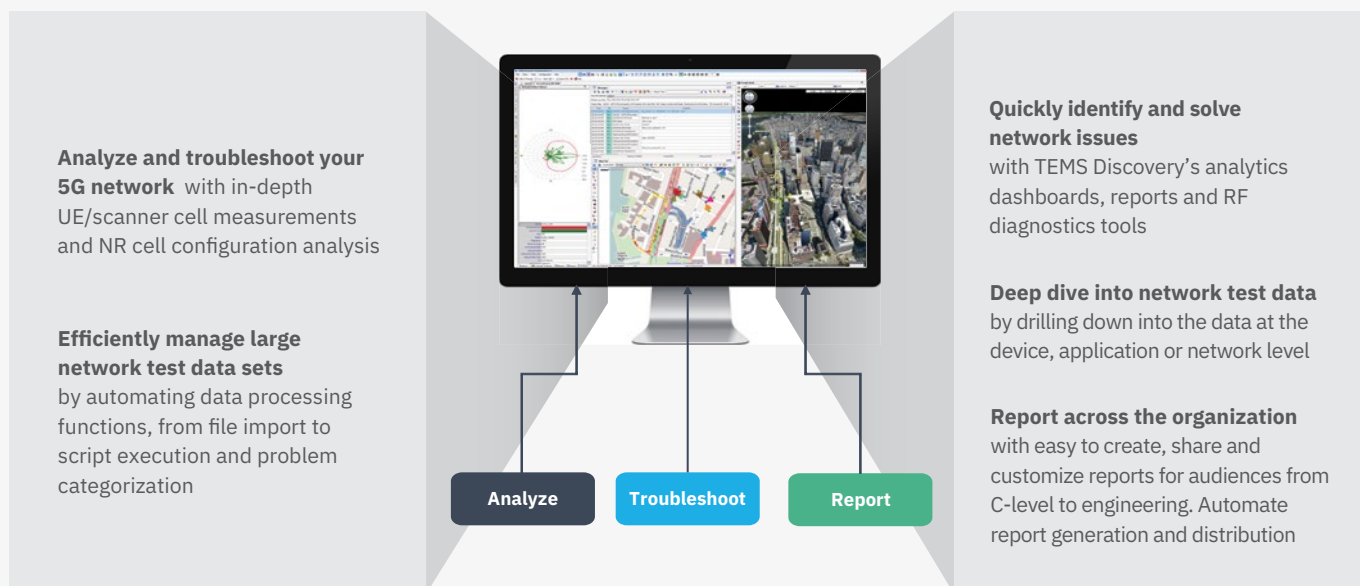 Analyze and troubleshoot your
5G network with in-depth
UE/scanner cell measurements
and NR cell configuration analysis
Efficiently manage large
network test data sets
by automating data processing
functions, from file import to
script execution and problem
categorization
Analyze
Troubleshoot
Report
Quickly identify and solve
network issues
with TEMS Discovery's analytics
dashboards, reports and RF
diagnostics tools
Deep dive into network test data
by drilling down into the data at the
device, application or network level
Report across the organization
with easy to create, share and
customize reports for audiences from
C-level to engineering. Automate
report generation and distribution